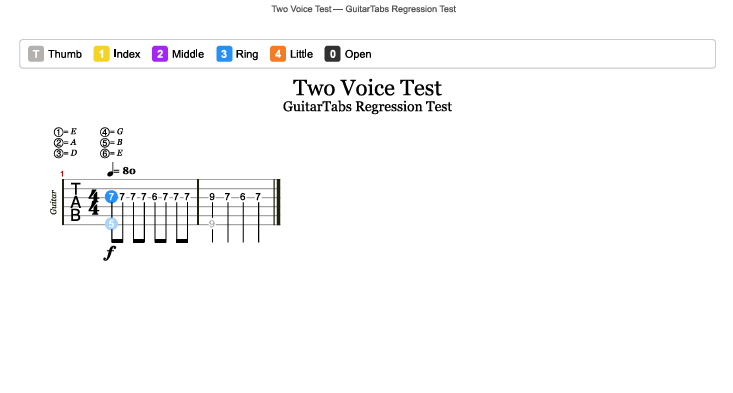 Two Voice Test — GuitarTabs Regression Test
T Thumb 1 Index 2 Middle 3 Ring 4 Little 0 Open
Two Voice Test
GuitarTabs Regression Test
①= E ④= G
②= A ⑤= B
③= D ⑥= E
= 80
1
Guitar
TAB
4
4
7 7 7 7 6 7 7 7 9 7 6 7
9
f